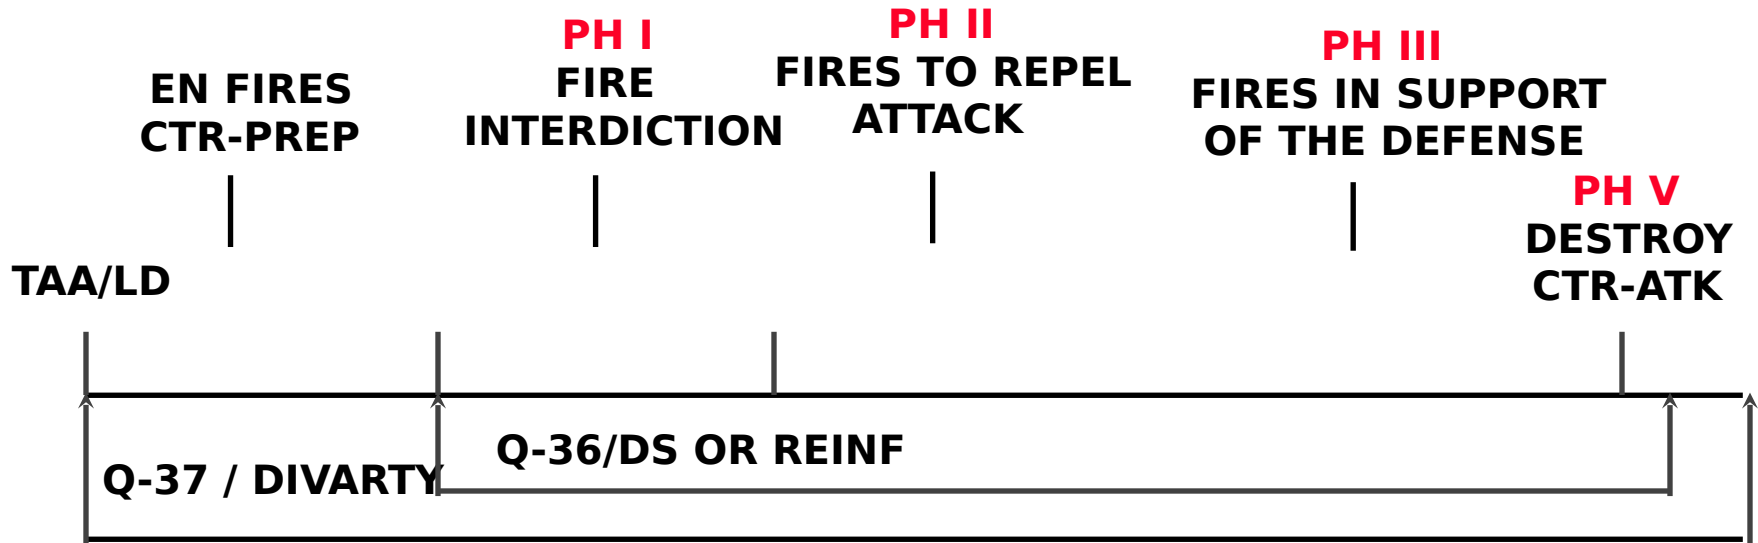 EN FIRES
CTR-PREP
PH I
FIRE
INTERDICTION
PH II
FIRES TO REPEL
ATTACK
PH III
FIRES IN SUPPORT
OF THE DEFENSE
PH V
DESTROY
CTR-ATK
TAA/LD
Q-37 / DIVARTY
Q-36/DS OR REINF